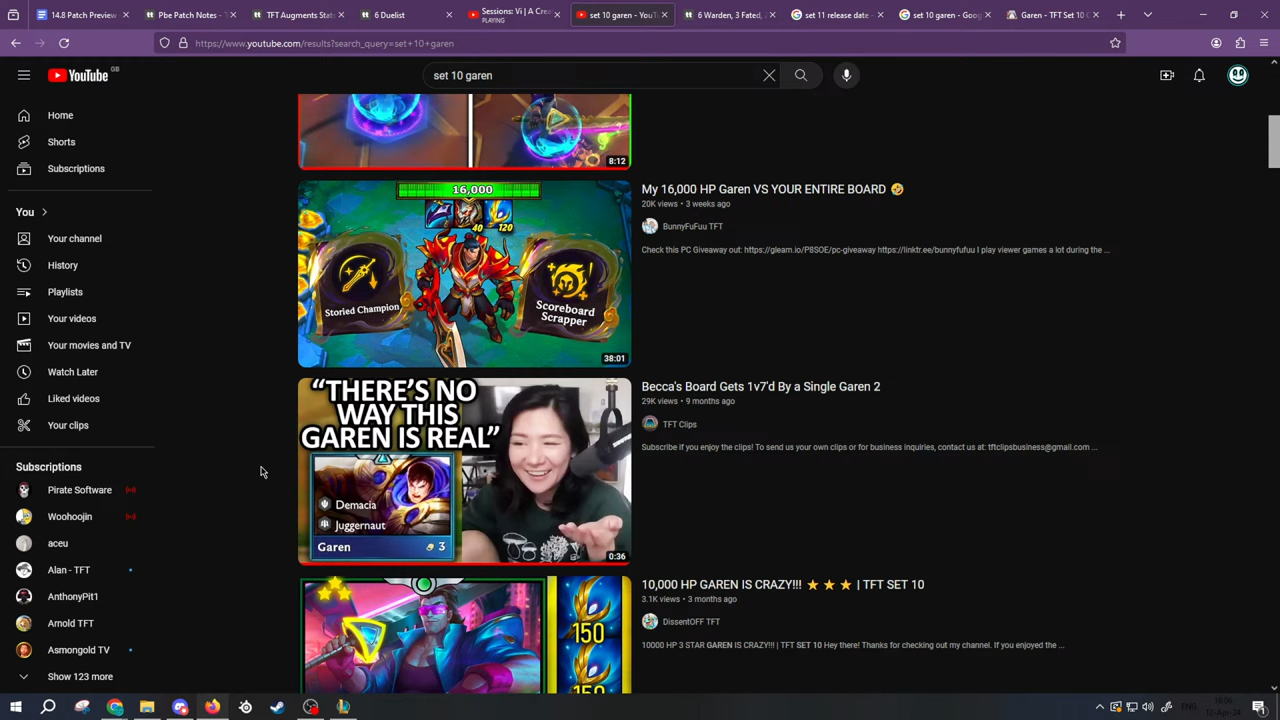 14.8 Patch Preview
Pbe Patch Notes - T
TFT Augments Stat
6 Duelist
Sessions: Vi | A Cre
PLAYING
set 10 garen - YouT
6 Warden, 3 Fated, 2
set 11 release date -
set 10 garen - Goog
Garen - TFT Set 10 C
https://www.youtube.com/results?search_query=set+10+garen
YouTube
GB
set 10 garen
Home
Shorts
Subscriptions
You
Your channel
History
Playlists
Your videos
Your movies and TV
Watch Later
Liked videos
Your clips
Subscriptions
Pirate Software
Woohoojin
aceu
Alan - TFT
AnthonyPit1
Arnold TFT
Asmongold TV
Show 123 more
8:12
16,000
40
120
Storied Champion
Scoreboard
Scrapper
38:01
My 16,000 HP Garen VS YOUR ENTIRE BOARD 🤣
20K views • 3 weeks ago
BunnyFuFuu TFT
Check this PC Giveaway out: https://gleam.io/P8SOE/pc-giveaway https://linktr.ee/bunnyfufuu I play viewer games a lot during the ...
"THERE'S NO
WAY THIS
GAREN IS REAL"
Demacia
Juggernaut
Garen
3
0:36
Becca's Board Gets 1v7'd By a Single Garen 2
29K views • 9 months ago
TFT Clips
Subscribe if you enjoy the clips! To send us your own clips or for business inquiries, contact us at: tftclipsbusiness@gmail.com ...
150
150
10,000 HP GAREN IS CRAZY!!! ★ ★ ★ | TFT SET 10
3.1K views • 3 months ago
DissentOFF TFT
10000 HP 3 STAR GAREN IS CRAZY!!! | TFT SET 10 Hey there! Thanks for checking out my channel. If you enjoyed the ...
ENG
18:06
12-Apr-24